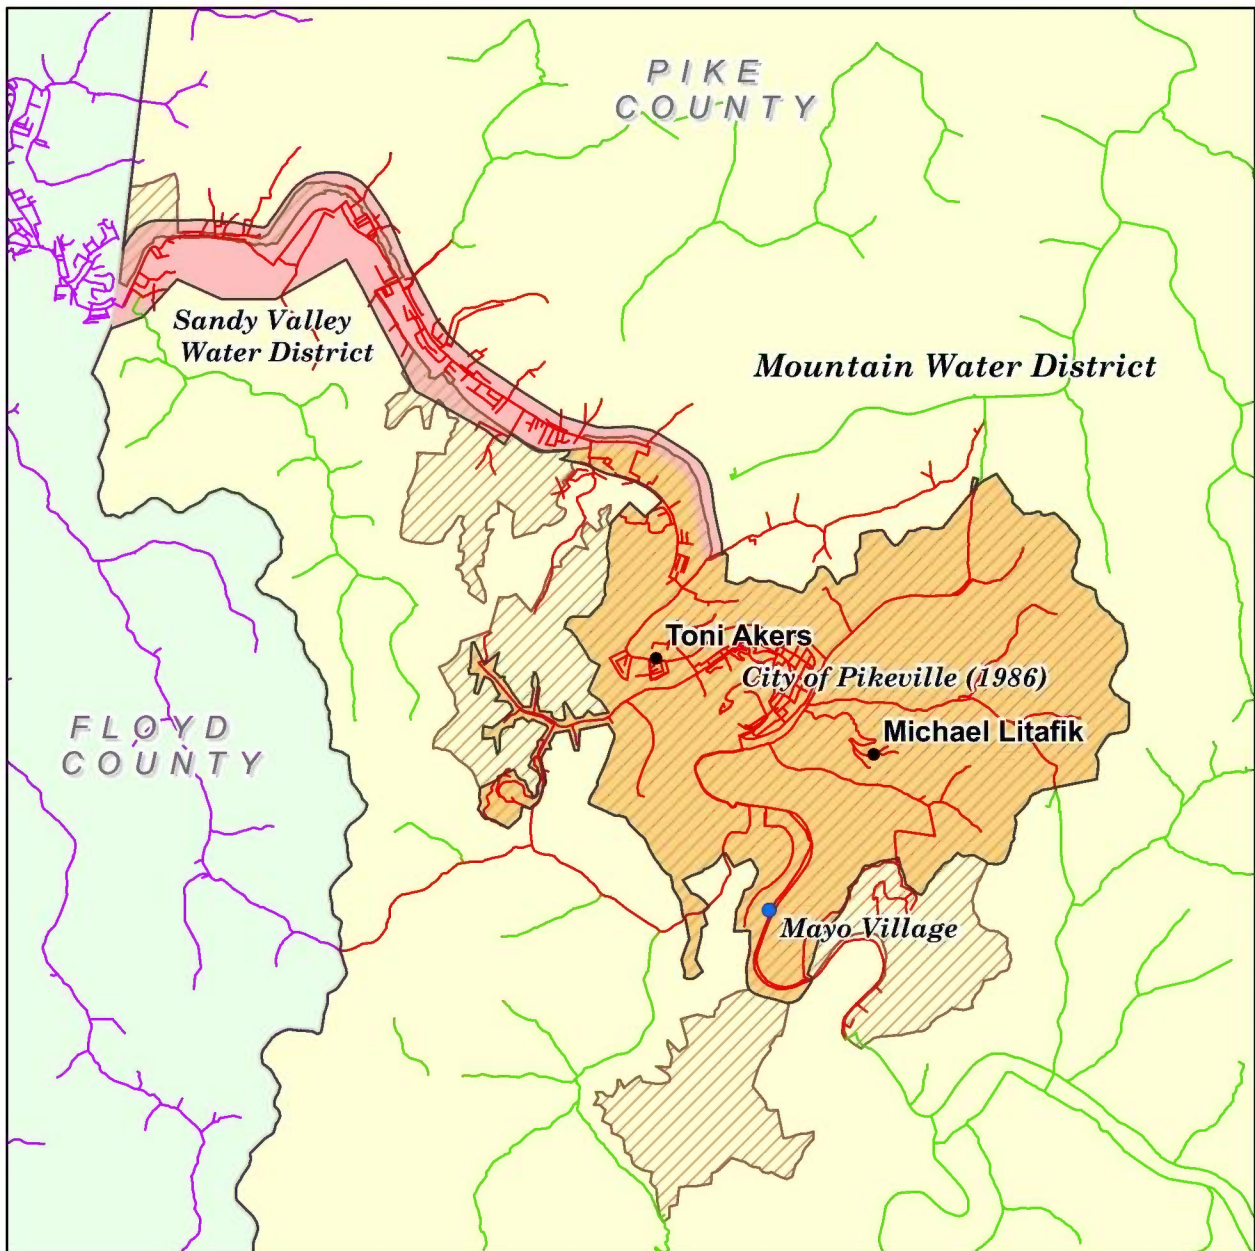 PIKE
COUNTY
Sandy Valley
Water District
Mountain Water District
Toni Akers
City of Pikeville (1986)
FLOYD
COUNTY
Michael Litafik
Mayo Village